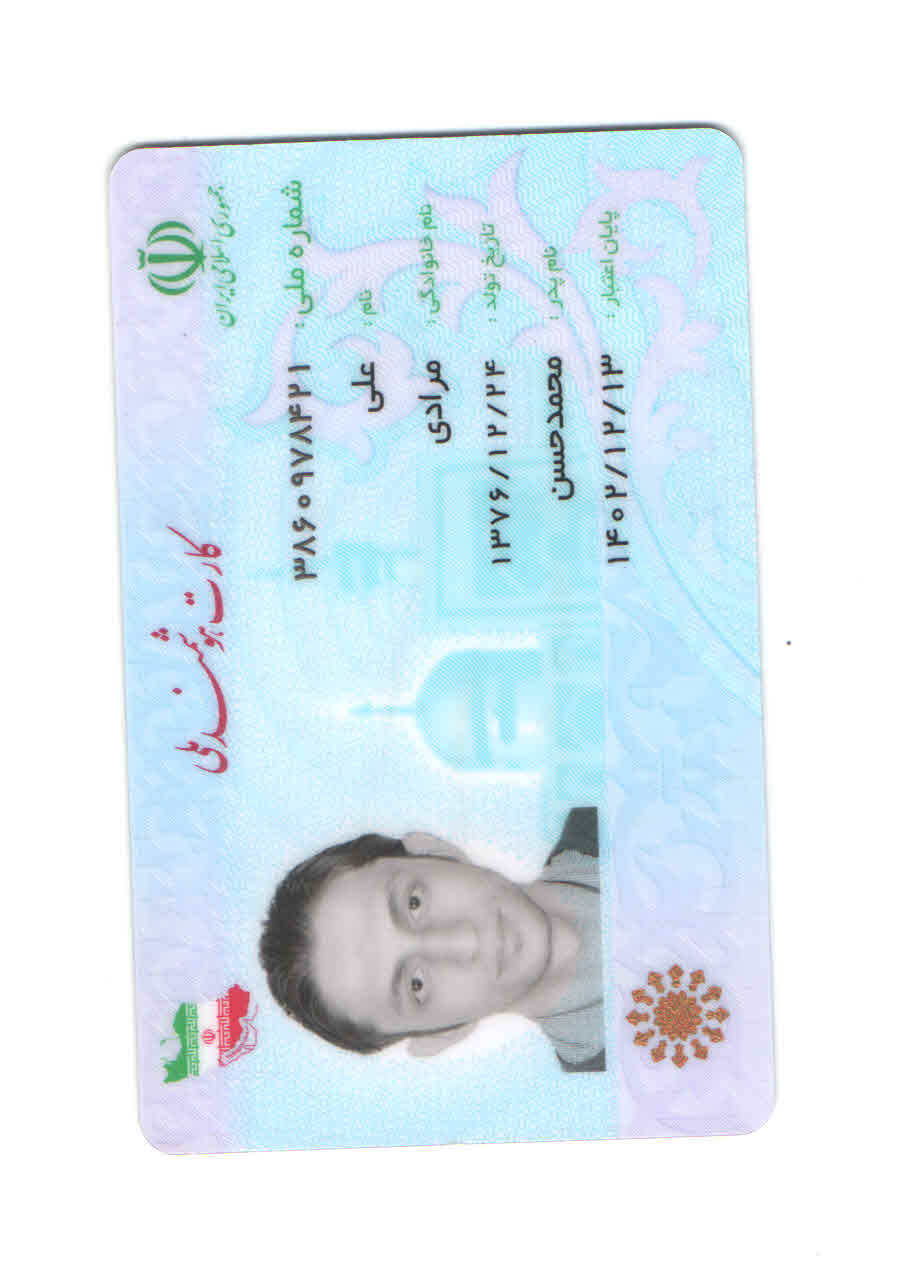 جمهوری اسلامی ایران
کارت هوشمند ملی
شماره ملی : ۳۸۶۰۹۷۸۴۲۱
نام : علی
نام خانوادگی : مرادی
تاریخ تولد : ۱۳۷۶/۱۲/۲۴
نام پدر : محمدحسن
پایان اعتبار : ۱۴۰۲/۱۲/۱۳